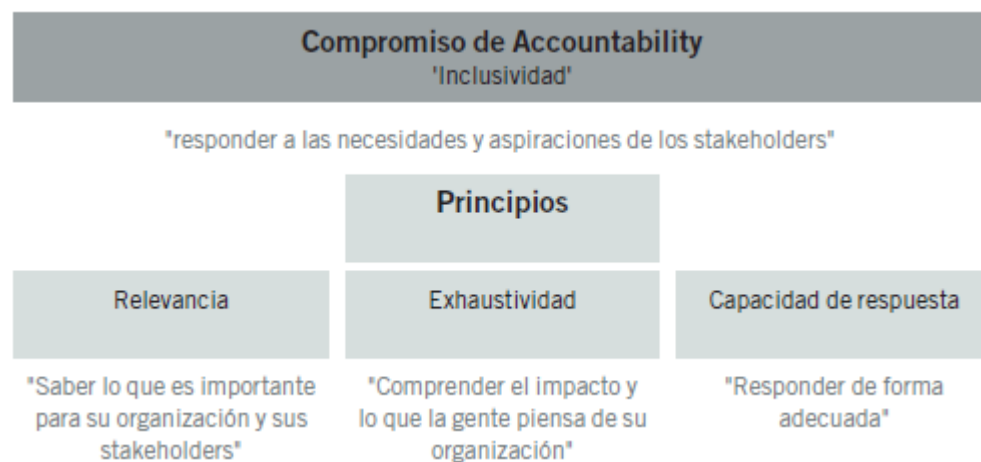 Compromiso de Accountability
'Inclusividad'
"responder a las necesidades y aspiraciones de los stakeholders"
Principios
Relevancia
Exhaustividad
Capacidad de respuesta
"Saber lo que es importante
para su organización y sus
stakeholders"
"Comprender el impacto y
lo que la gente piensa de su
organización"
"Responder de forma
adecuada"